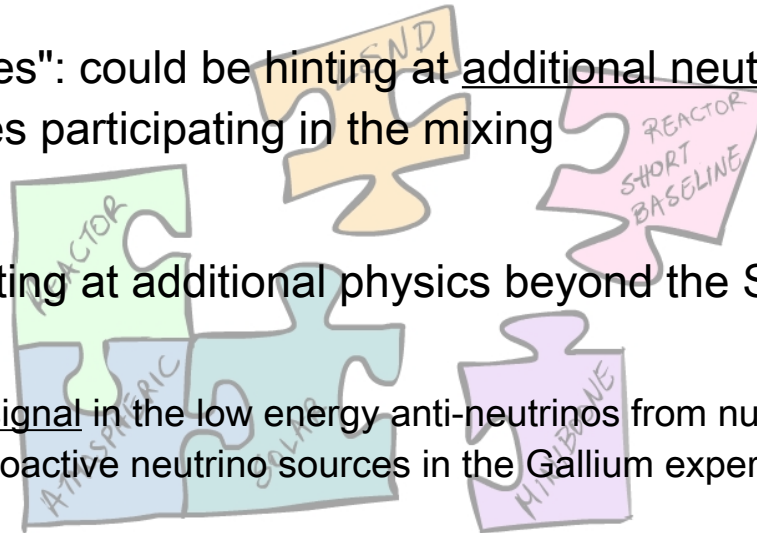 es": could be hinting at additional neut
es participating in the mixing
ting at additional physics beyond the S
ignal in the low energy anti-neutrinos from nu
oactive neutrino sources in the Gallium exper
LSND
REACTOR
SHORT
BASELINE
REACTOR
ATMOSPHERIC
SOLAR
MINIBOONE